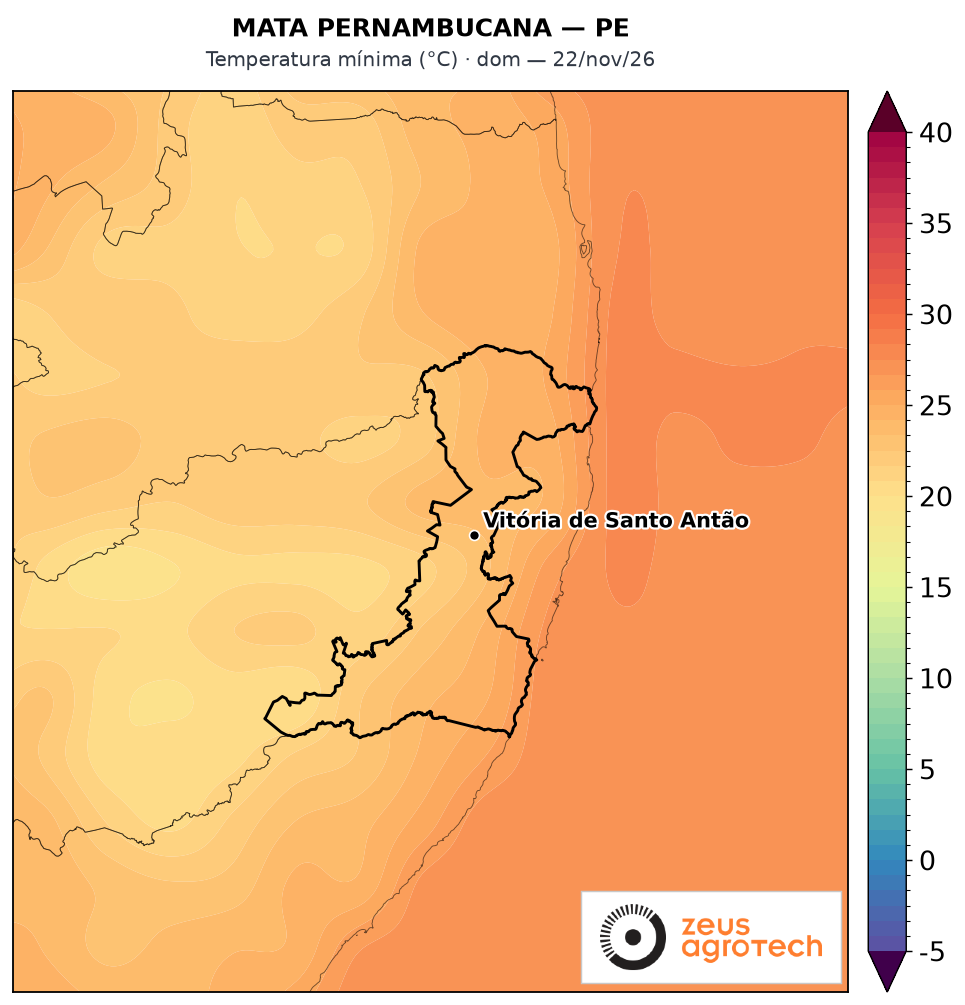 MATA PERNAMBUCANA — PE
Temperatura mínima (°C) · dom — 22/nov/26
40
35
30
25
20
15
10
5
0
-5
Vitória de Santo Antão
zeus
agrotech